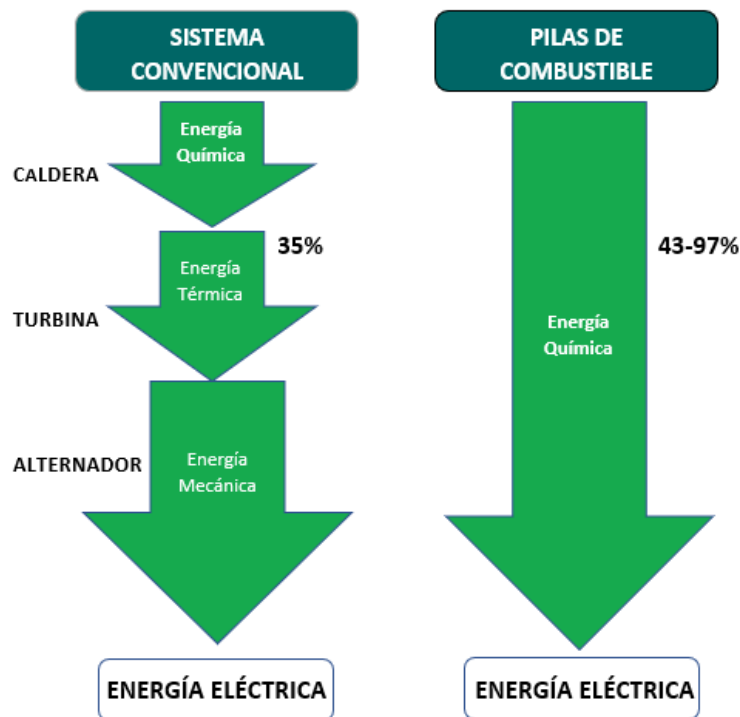 SISTEMA
CONVENCIONAL
Energía
Química
CALDERA
35%
Energía
Térmica
TURBINA
ALTERNADOR
Energía
Mecánica
ENERGÍA ELÉCTRICA
PILAS DE
COMBUSTIBLE
43-97%
Energía
Química
ENERGÍA ELÉCTRICA